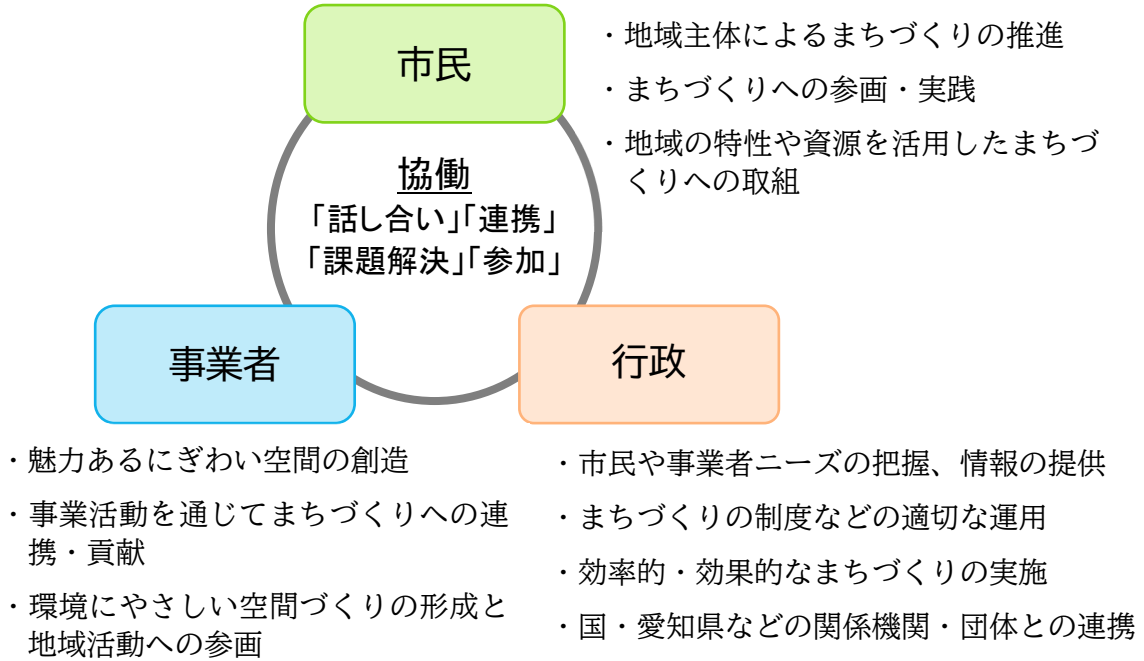 市民
・地域主体によるまちづくりの推進
・まちづくりへの参画・実践
・地域の特性や資源を活用したまちづ
くりへの取組
協働
「話し合い」「連携」
「課題解決」「参加」
事業者
行政
・魅力あるにぎわい空間の創造
・事業活動を通じてまちづくりへの連
携・貢献
・環境にやさしい空間づくりの形成と
地域活動への参画
・市民や事業者ニーズの把握、情報の提供
・まちづくりの制度などの適切な運用
・効率的・効果的なまちづくりの実施
・国・愛知県などの関係機関・団体との連携